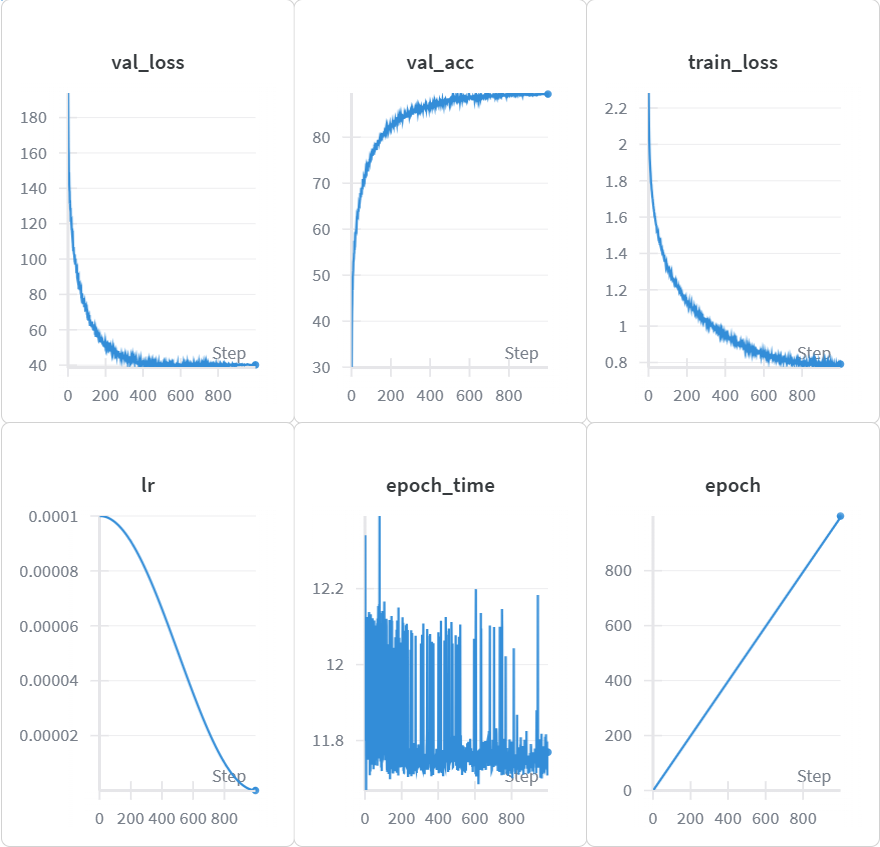 val_loss
180
160
140
120
100
80
60
40
Step
0 200 400 600 800
val_acc
80
70
60
50
40
30
Step
0 200 400 600 800
train_loss
2.2
2
1.8
1.6
1.4
1.2
1
0.8
Step
0 200 400 600 800
lr
0.0001
0.00008
0.00006
0.00004
0.00002
Step
0 200 400 600 800
epoch_time
12.2
12
11.8
Step
0 200 400 600 800
epoch
800
600
400
200
0
Step
0 200 400 600 800